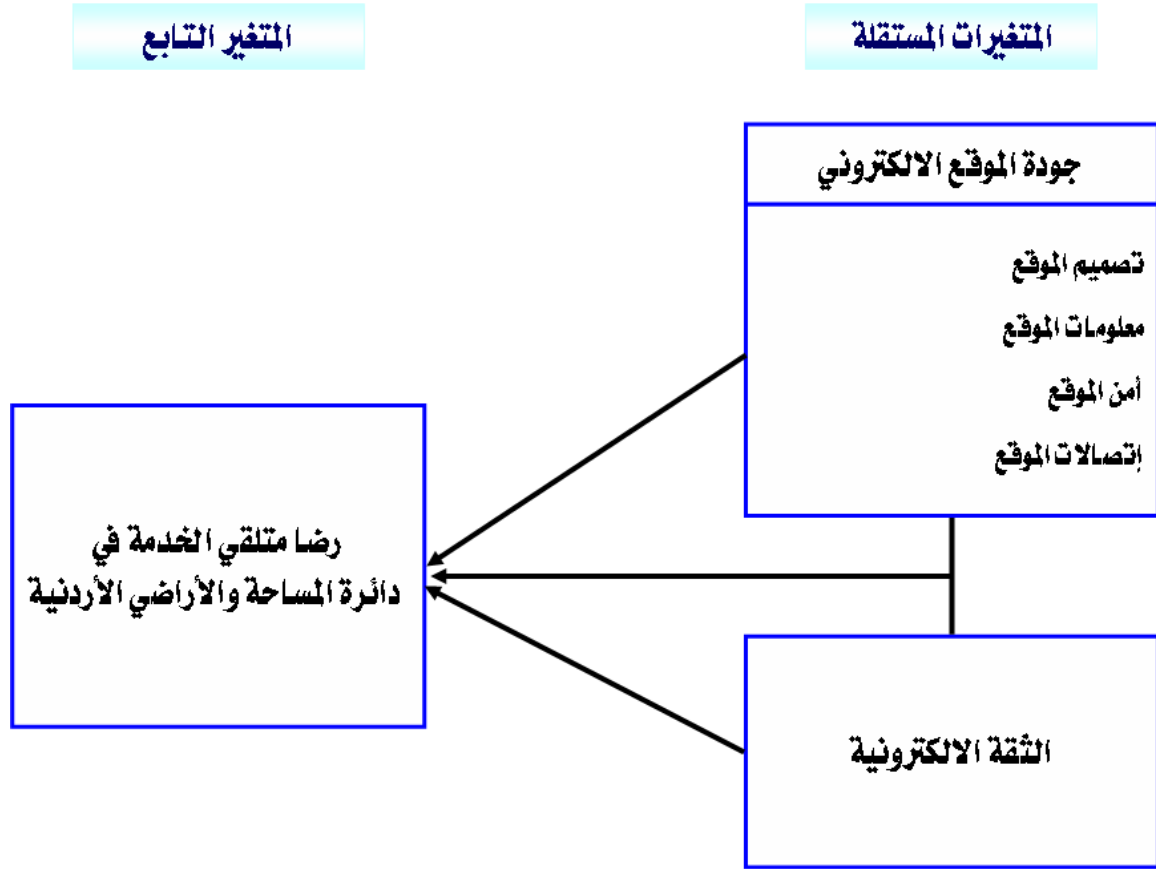 المتغيرات المستقلة
المتغير التابع
جودة الموقع الالكتروني
تصميم الموقع
معلومات الموقع
أمن الموقع
إتصالات الموقع
رضا متلقي الخدمة في
دائرة المساحة والأراضي الأردنية
الثقة الالكترونية